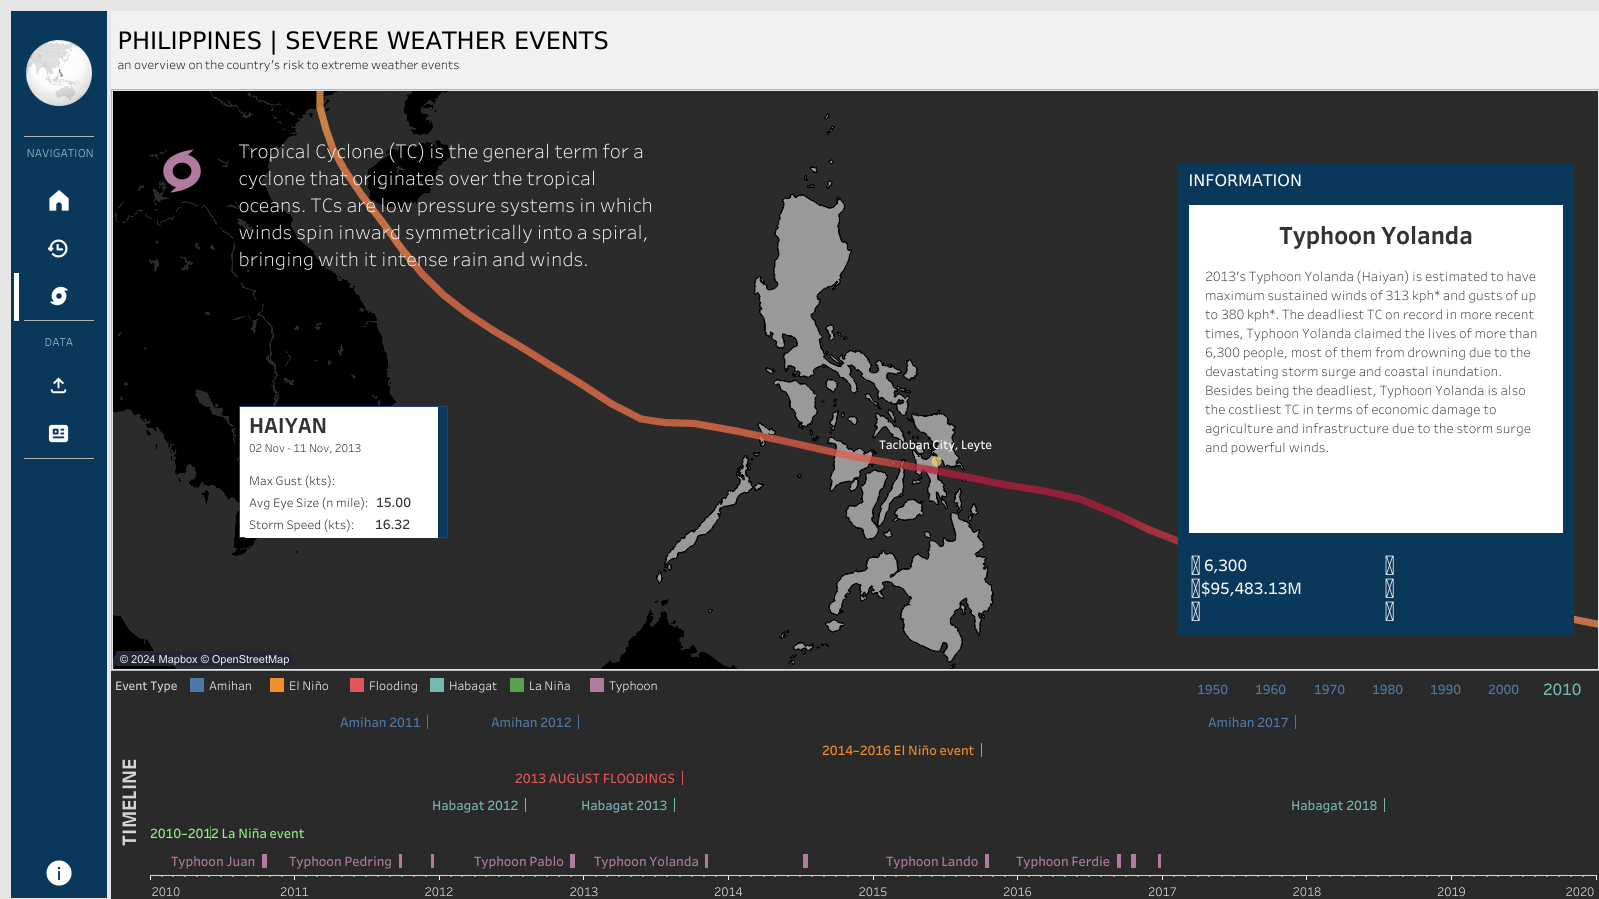 PHILIPPINES | SEVERE WEATHER EVENTS
an overview on the country's risk to extreme weather events
NAVIGATION
DATA
Tropical Cyclone (TC) is the general term for a
cyclone that originates over the tropical
oceans. TCs are low pressure systems in which
winds spin inward symmetrically into a spiral,
bringing with it intense rain and winds.
HAIYAN
02 Nov - 11 Nov, 2013
Max Gust (kts):
Avg Eye Size (n mile): 15.00
Storm Speed (kts): 16.32
Tacloban City, Leyte
© 2024 Mapbox © OpenStreetMap
INFORMATION
Typhoon Yolanda
2013's Typhoon Yolanda (Haiyan) is estimated to have
maximum sustained winds of 313 kph* and gusts of up
to 380 kph*. The deadliest TC on record in more recent
times, Typhoon Yolanda claimed the lives of more than
6,300 people, most of them from drowning due to the
devastating storm surge and coastal inundation.
Besides being the deadliest, Typhoon Yolanda is also
the costliest TC in terms of economic damage to
agriculture and infrastructure due to the storm surge
and powerful winds.
6,300
$95,483.13M
Event Type Amihan El Niño Flooding Habagat La Niña Typhoon
1950 1960 1970 1980 1990 2000 2010
TIMELINE
Amihan 2011 Amihan 2012 Amihan 2017
2014–2016 El Niño event
2013 AUGUST FLOODINGS
Habagat 2012 Habagat 2013 Habagat 2018
2010–2012 La Niña event
Typhoon Juan Typhoon Pedring Typhoon Pablo Typhoon Yolanda Typhoon Lando Typhoon Ferdie
2010 2011 2012 2013 2014 2015 2016 2017 2018 2019 2020